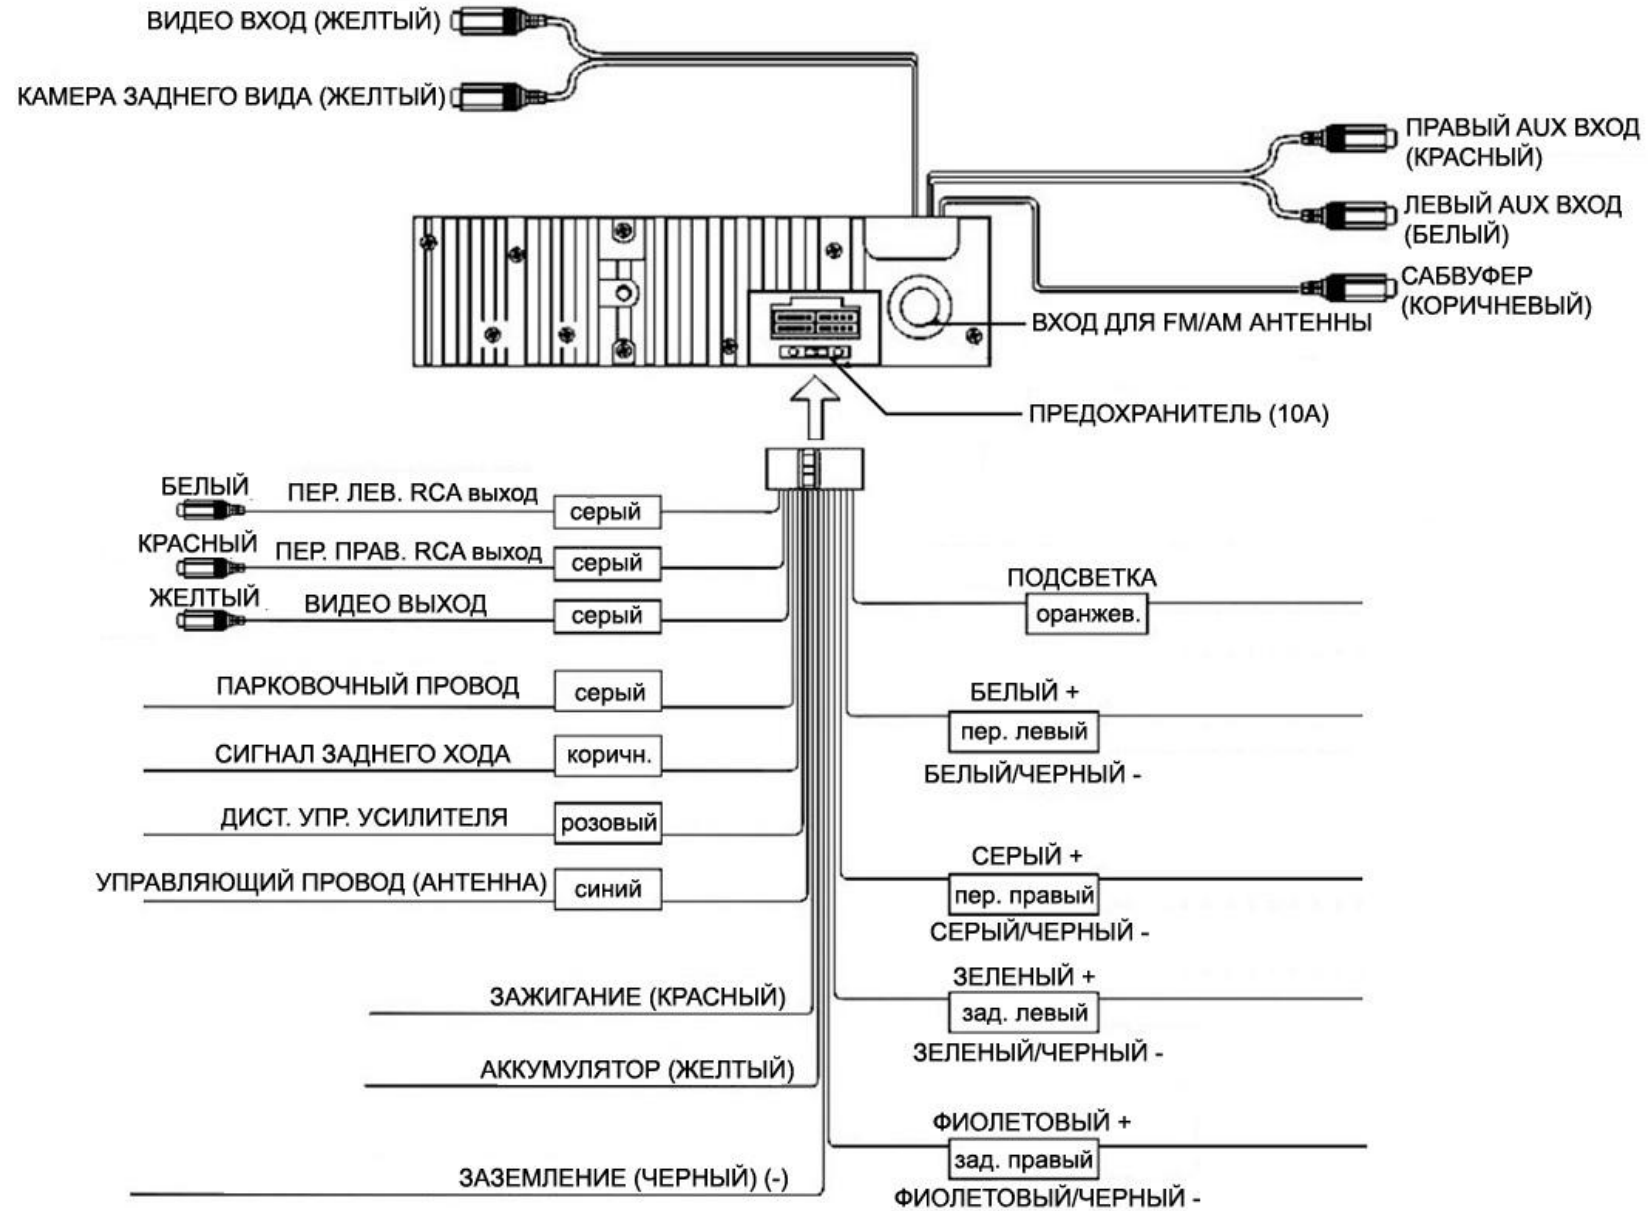 ВИДЕО ВХОД (ЖЕЛТЫЙ)
КАМЕРА ЗАДНЕГО ВИДА (ЖЕЛТЫЙ)
ПРАВЫЙ AUX ВХОД
(КРАСНЫЙ)
ЛЕВЫЙ AUX ВХОД
(БЕЛЫЙ)
САБВУФЕР
(КОРИЧНЕВЫЙ)
ВХОД ДЛЯ FM/AM АНТЕННЫ
ПРЕДОХРАНИТЕЛЬ (10А)
БЕЛЫЙ
ПЕР. ЛЕВ. RCA выход
серый
КРАСНЫЙ
ПЕР. ПРАВ. RCA выход
серый
ЖЕЛТЫЙ
ВИДЕО ВЫХОД
серый
ПАРКОВОЧНЫЙ ПРОВОД
серый
СИГНАЛ ЗАДНЕГО ХОДА
коричн.
ДИСТ. УПР. УСИЛИТЕЛЯ
розовый
УПРАВЛЯЮЩИЙ ПРОВОД (АНТЕННА)
синий
ЗАЖИГАНИЕ (КРАСНЫЙ)
АККУМУЛЯТОР (ЖЕЛТЫЙ)
ЗАЗЕМЛЕНИЕ (ЧЕРНЫЙ) (-)
ПОДСВЕТКА
оранжев.
БЕЛЫЙ +
пер. левый
БЕЛЫЙ/ЧЕРНЫЙ -
СЕРЫЙ +
пер. правый
СЕРЫЙ/ЧЕРНЫЙ -
ЗЕЛЕНЫЙ +
зад. левый
ЗЕЛЕНЫЙ/ЧЕРНЫЙ -
ФИОЛЕТОВЫЙ +
зад. правый
ФИОЛЕТОВЫЙ/ЧЕРНЫЙ -